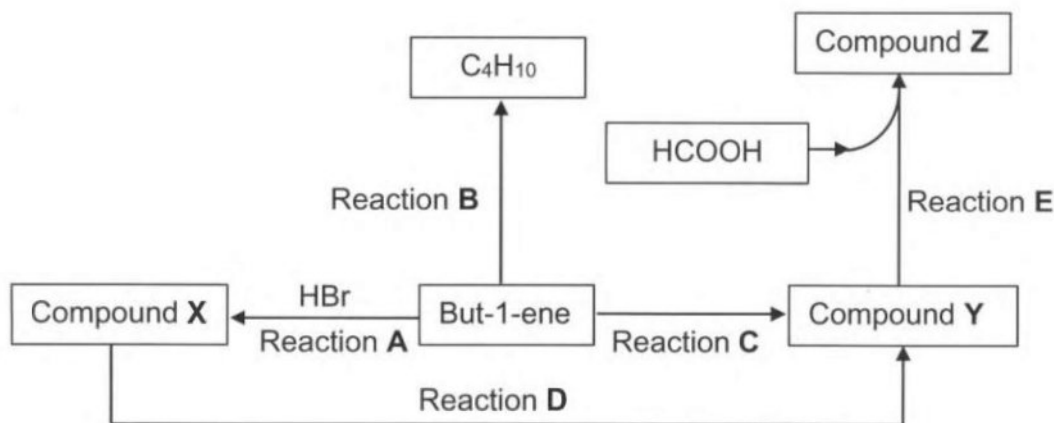 Compound Z
C₄H₁₀
HCOOH
Reaction B
Reaction E
Compound X
HBr
Reaction A
But-1-ene
Reaction C
Compound Y
Reaction D